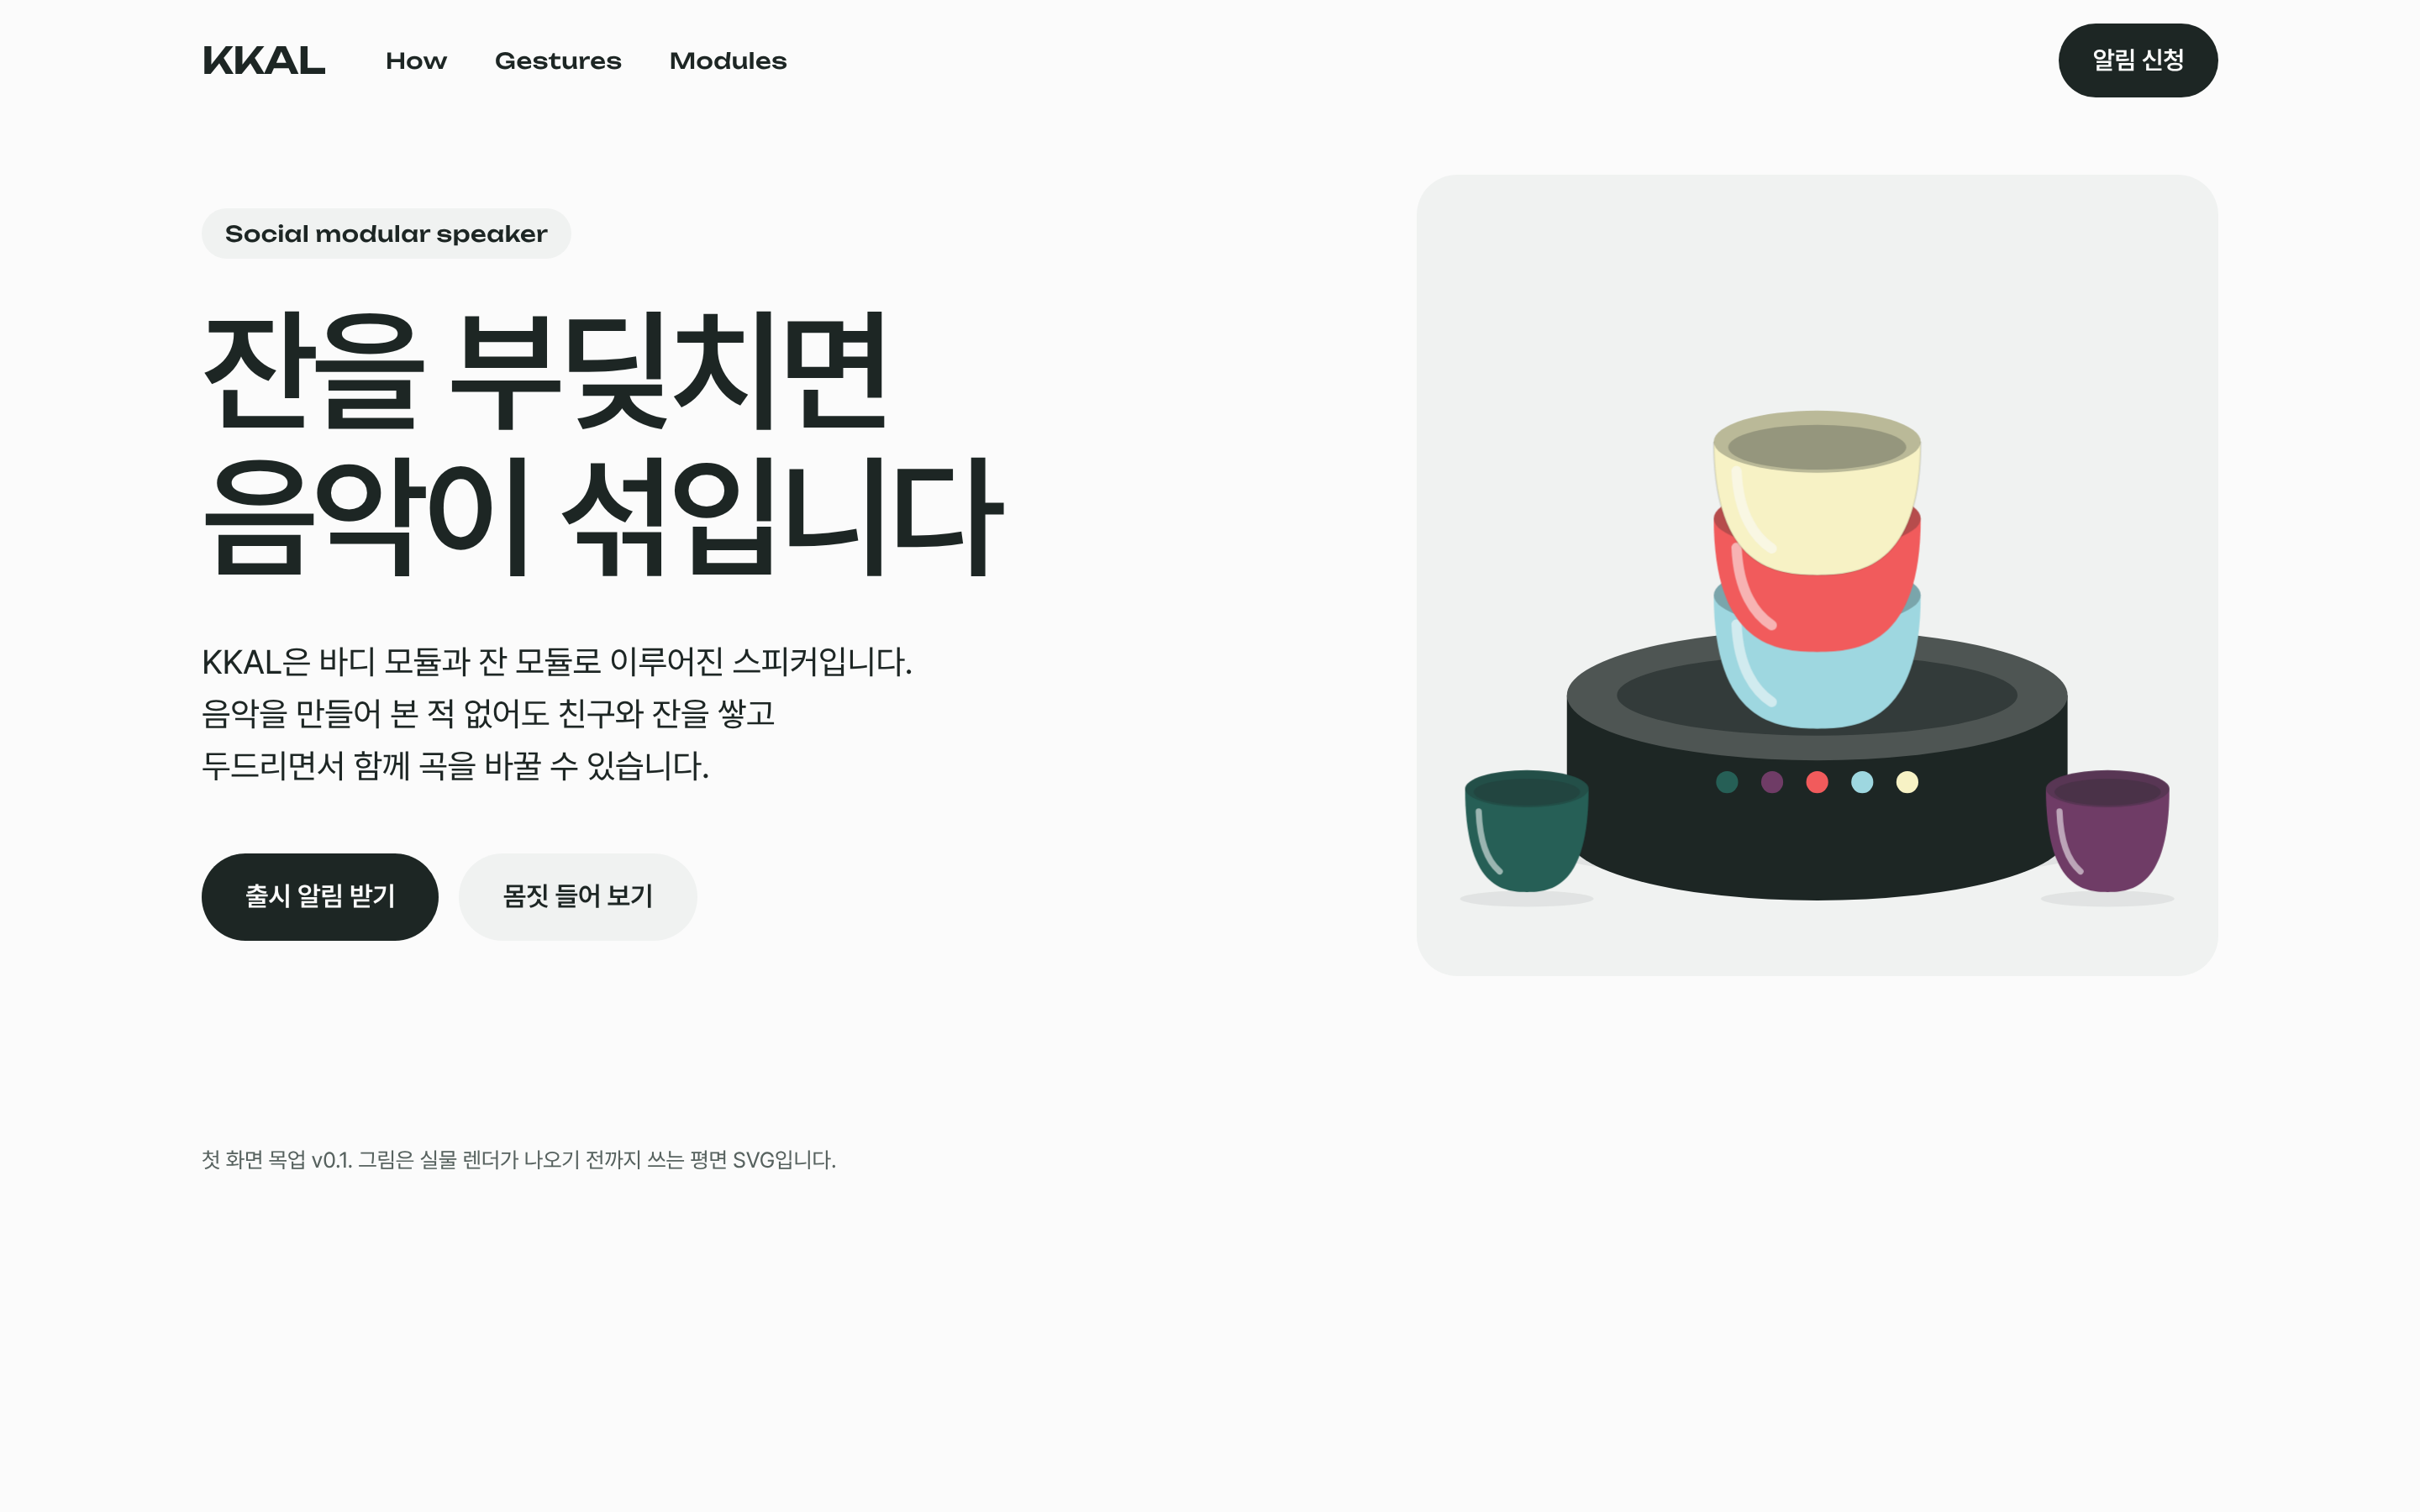 KKAL
How
Gestures
Modules
알림 신청
Social modular speaker
잔을 부딪치면
음악이 섞입니다
KKAL은 바디 모듈과 잔 모듈로 이루어진 스피커입니다.
음악을 만들어 본 적 없어도 친구와 잔을 쌓고
두드리면서 함께 곡을 바꿀 수 있습니다.
출시 알림 받기
몸짓 들어 보기
첫 화면 목업 v0.1. 그림은 실물 렌더가 나오기 전까지 쓰는 평면 SVG입니다.